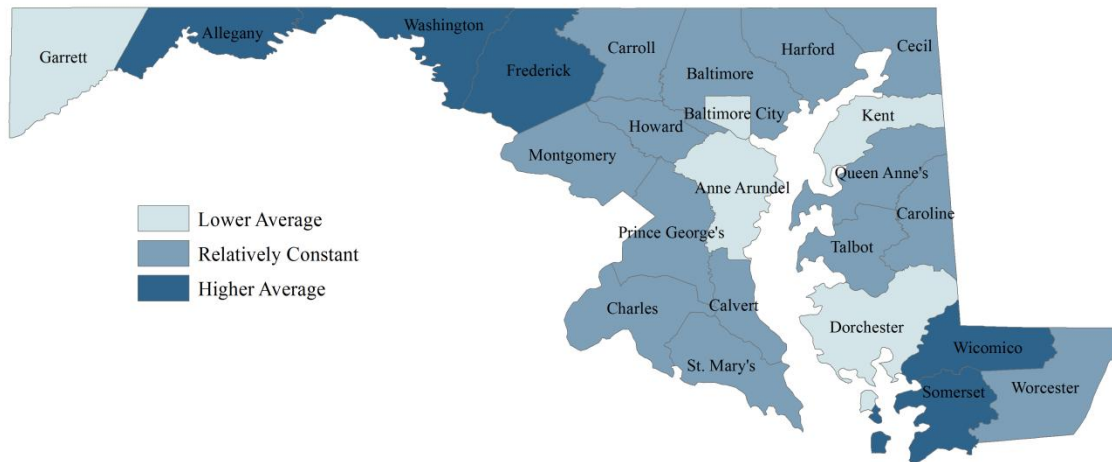 Garrett
Allegany
Washington
Frederick
Carroll
Baltimore
Harford
Cecil
Baltimore City
Kent
Howard
Montgomery
Anne Arundel
Queen Anne's
Caroline
Talbot
Prince George's
Charles
Calvert
St. Mary's
Dorchester
Wicomico
Somerset
Worcester
Lower Average
Relatively Constant
Higher Average